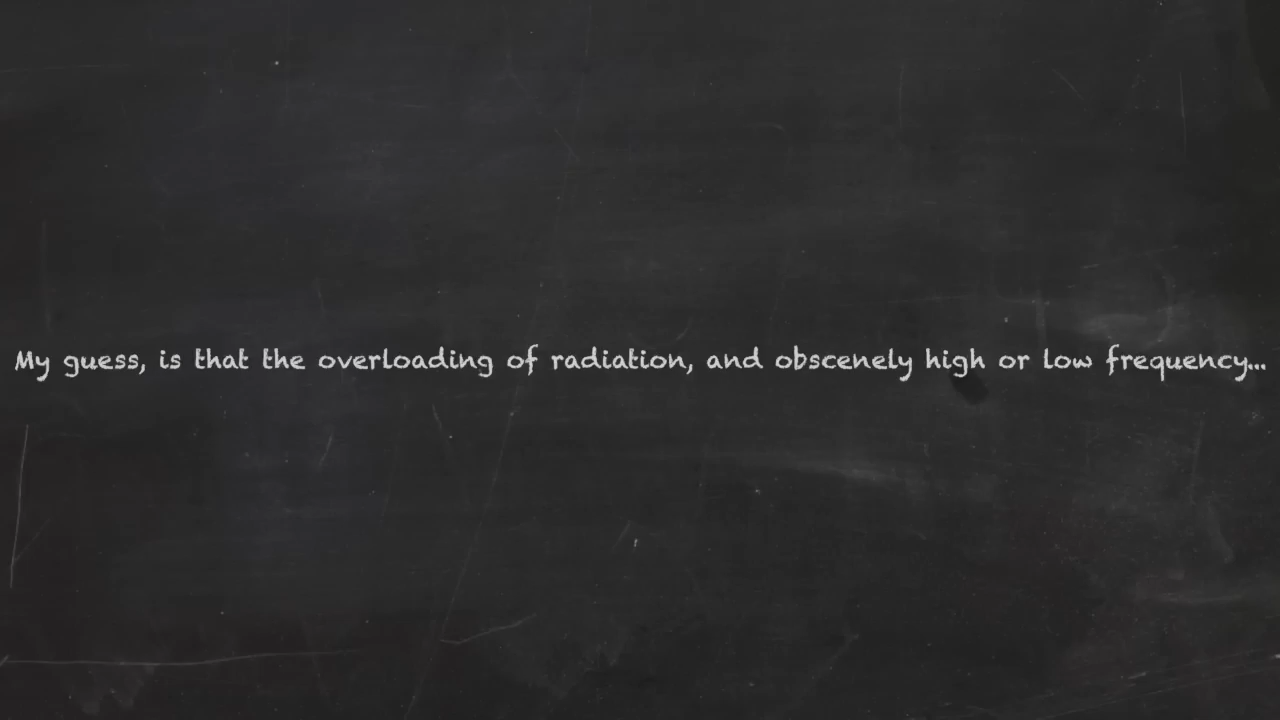 My guess, is that the overloading of radiation, and obscenely high or low frequency...